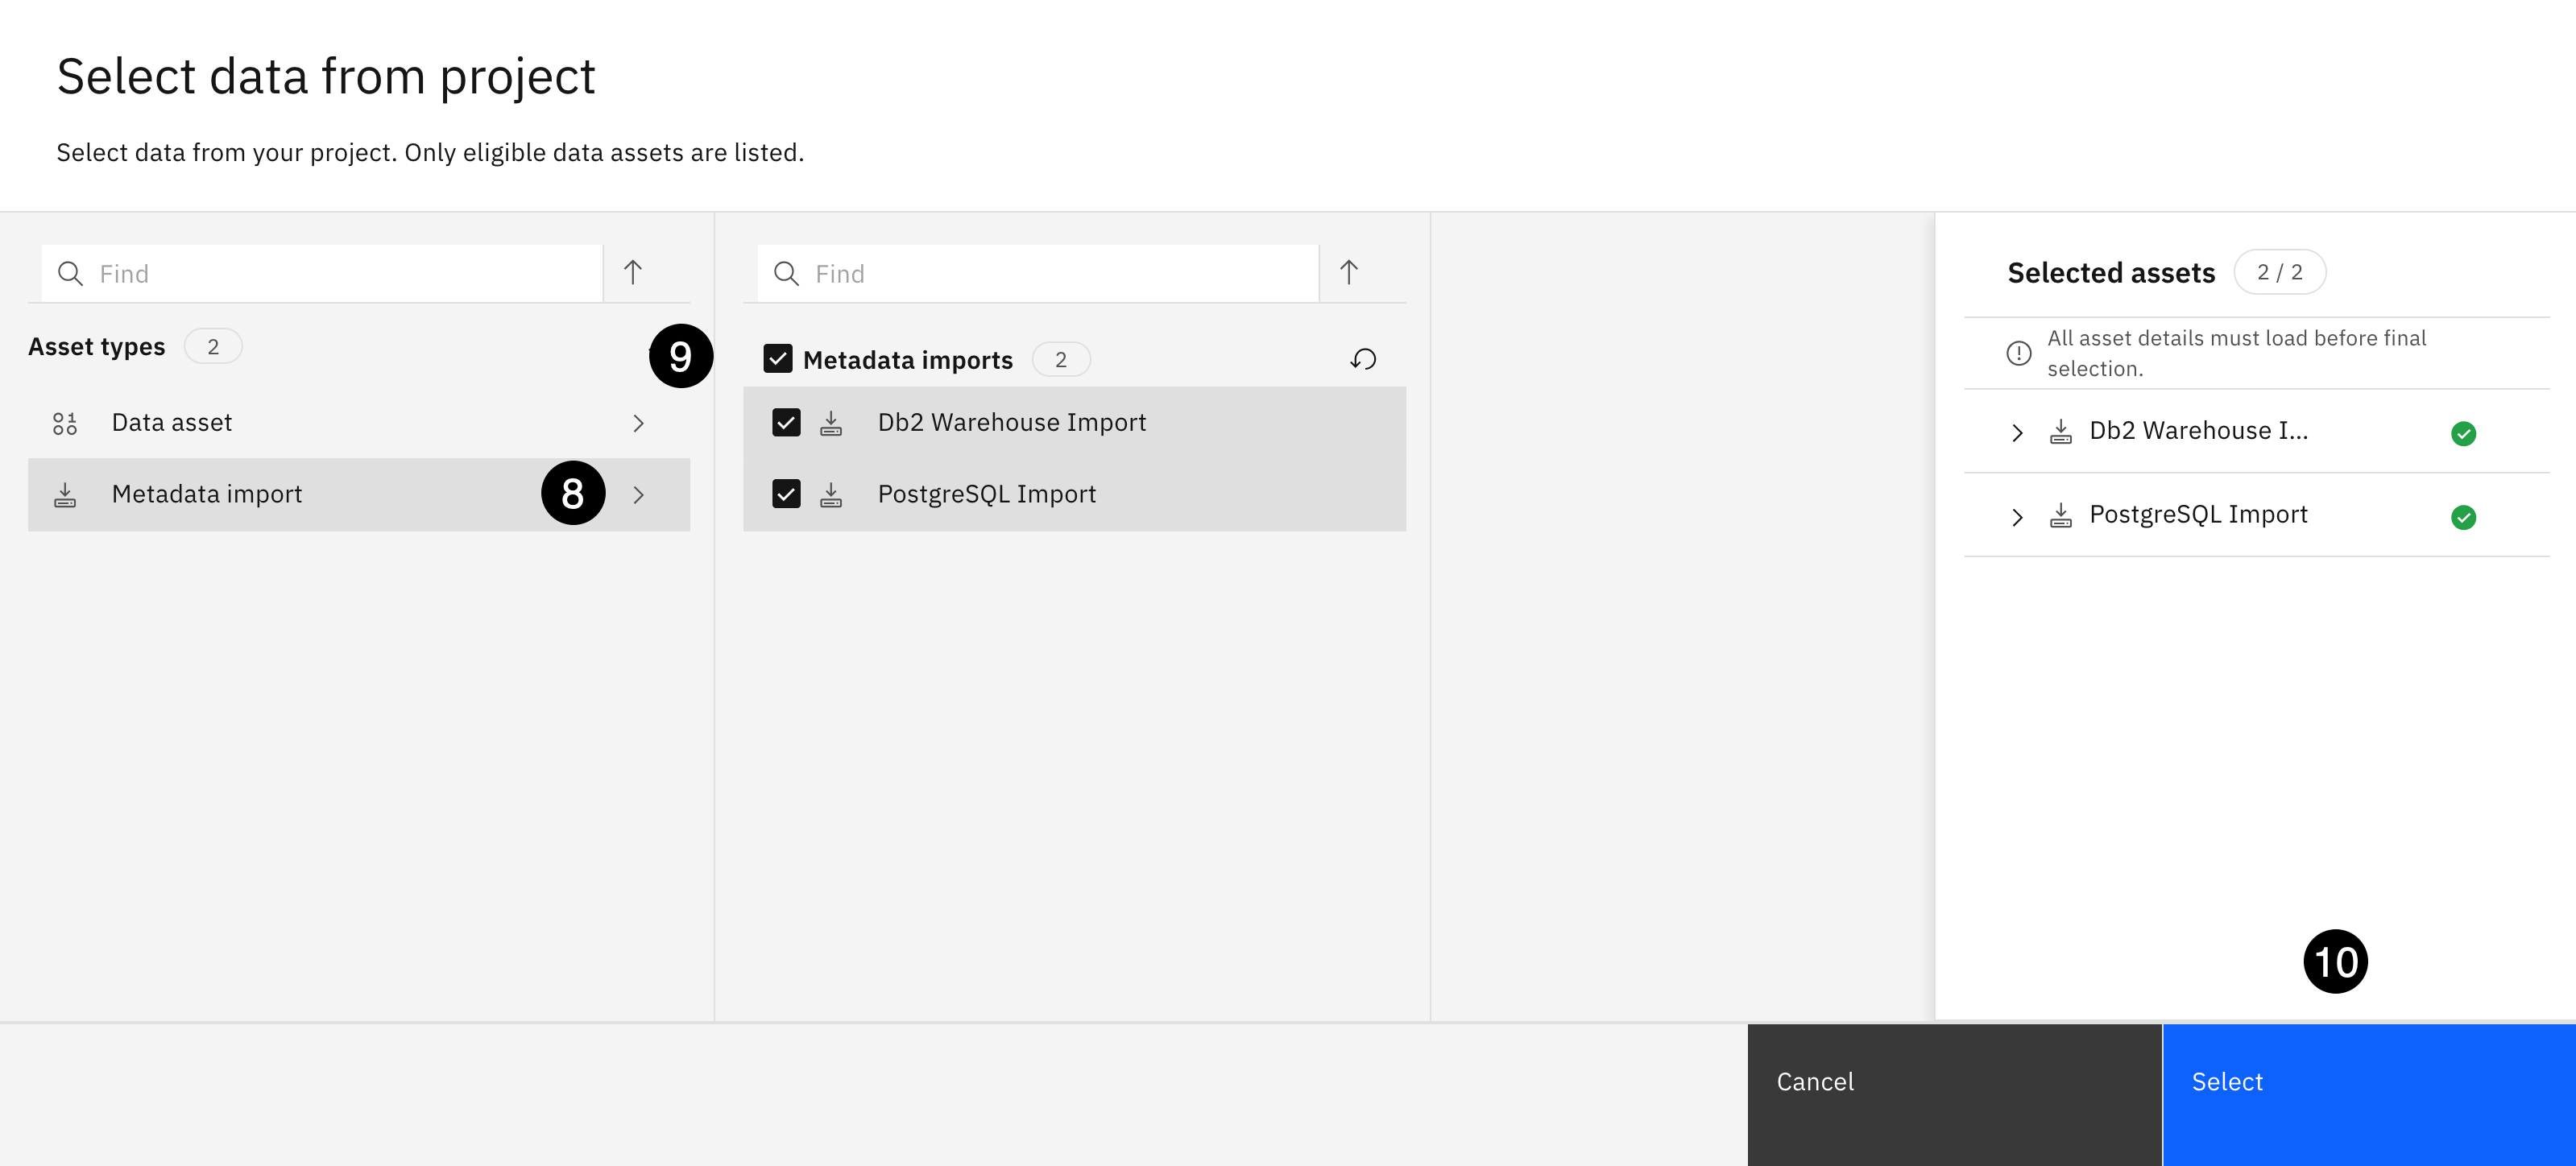 Select data from project
Select data from your project. Only eligible data assets are listed.
Find
Asset types 2
9
Data asset
Metadata import 8
Find
Metadata imports 2
Db2 Warehouse Import
PostgreSQL Import
Selected assets 2 / 2
All asset details must load before final
selection.
Db2 Warehouse I...
PostgreSQL Import
10
Cancel
Select